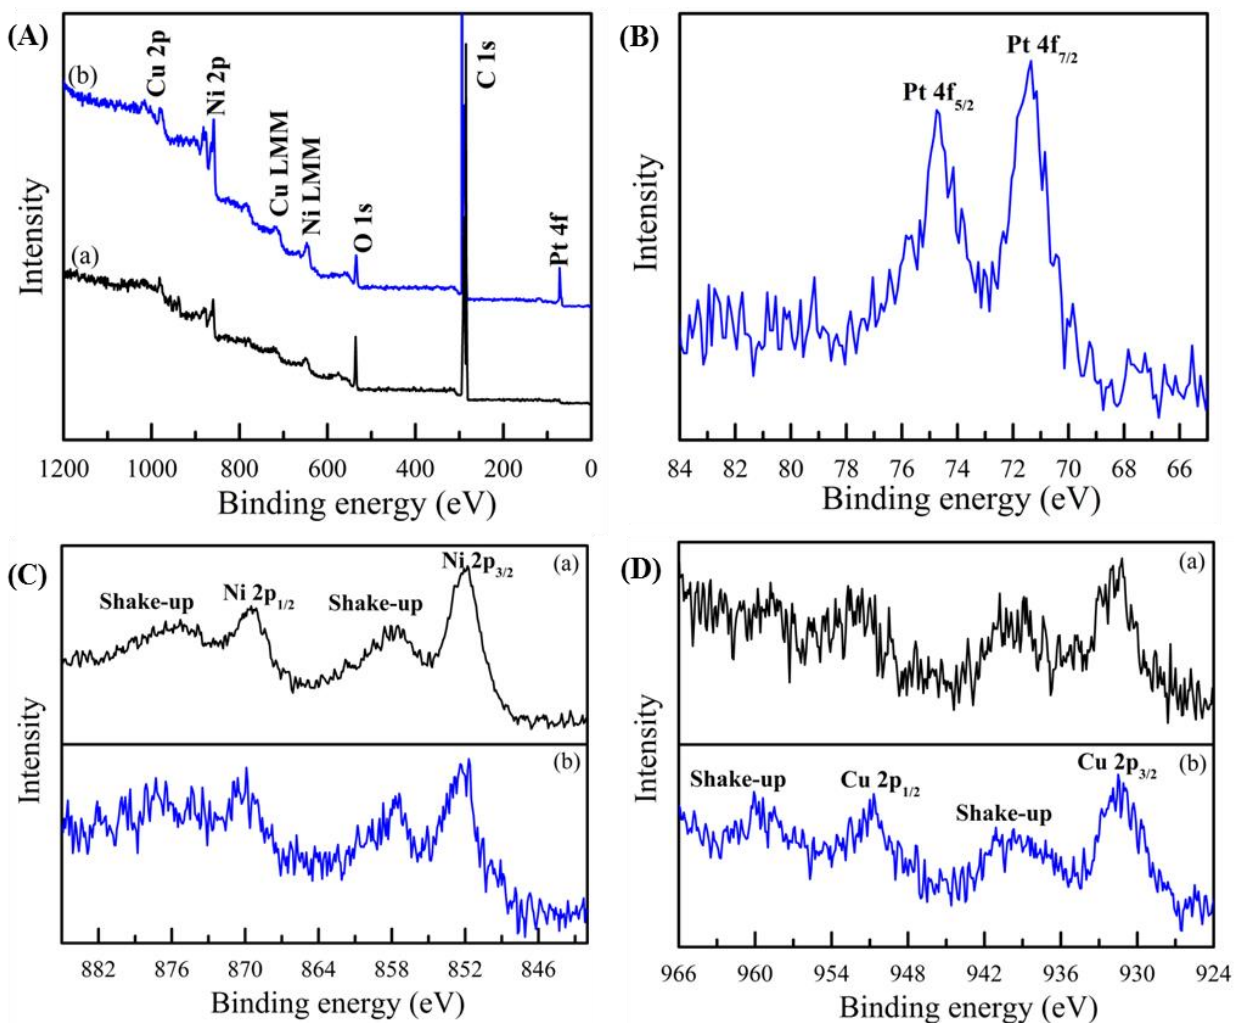 (A)
(b)
(a)
Cu 2p
Ni 2p
Cu LMM
Ni LMM
O 1s
C 1s
Pt 4f
Intensity
1200 1000 800 600 400 200 0
Binding energy (eV)
(B)
Pt 4f5/2
Pt 4f7/2
Intensity
84 82 80 78 76 74 72 70 68 66
Binding energy (eV)
(C)
(a)
Shake-up
Ni 2p1/2
Shake-up
Ni 2p3/2
(b)
Intensity
882 876 870 864 858 852 846
Binding energy (eV)
(D)
(a)
(b)
Shake-up
Cu 2p1/2
Shake-up
Cu 2p3/2
Intensity
966 960 954 948 942 936 930 924
Binding energy (eV)